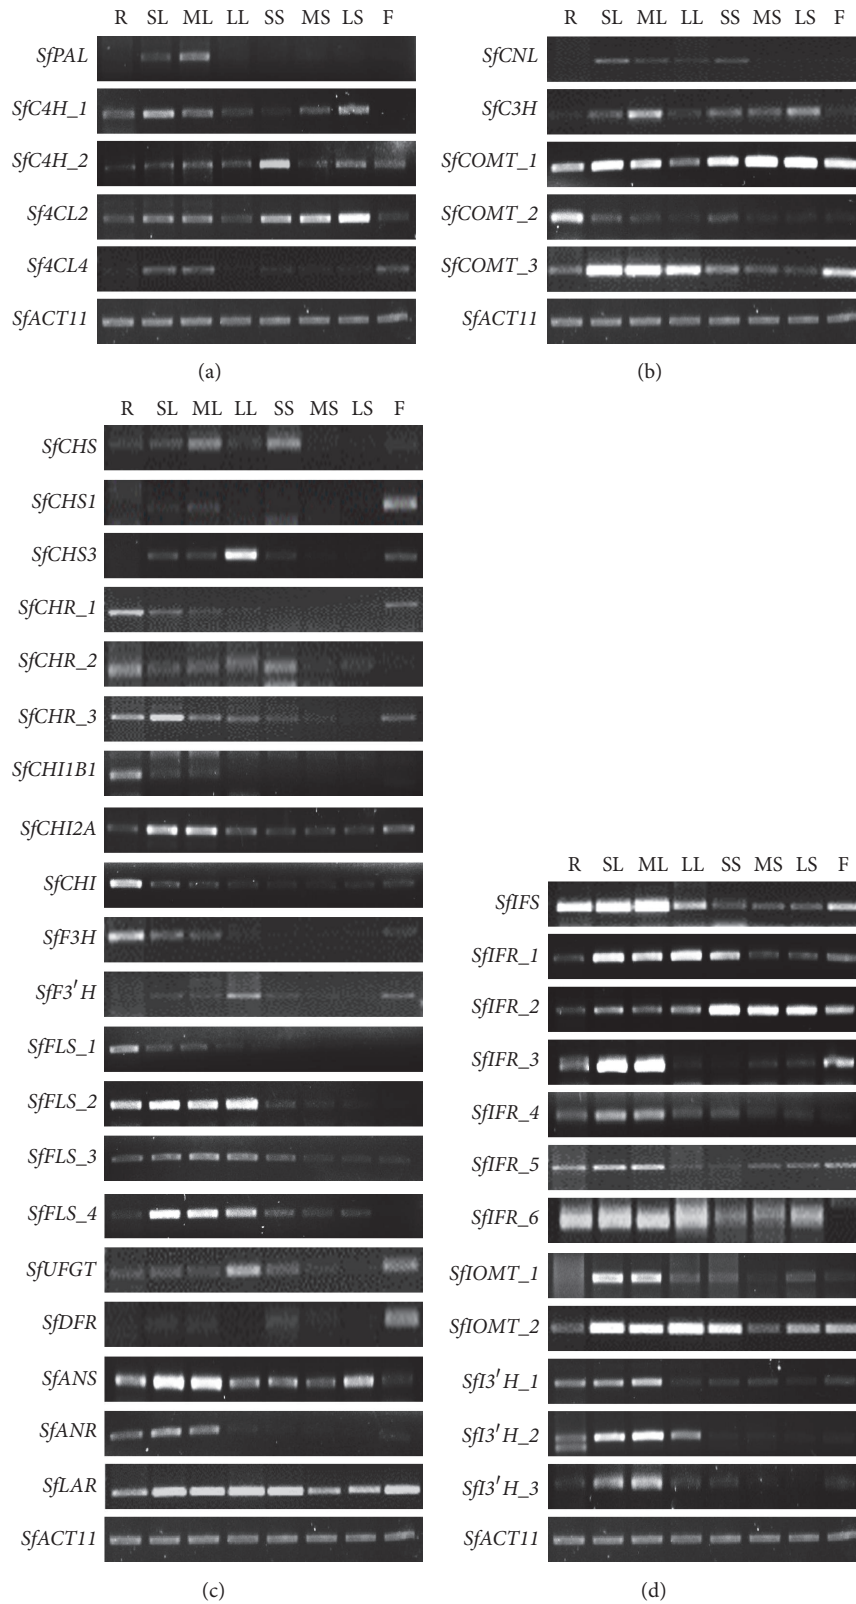 R SL ML LL SS MS LS F
SfPAL
SfC4H_1
SfC4H_2
Sf4CL2
Sf4CL4
SfACT11
(a)
R SL ML LL SS MS LS F
SfCNL
SfC3H
SfCOMT_1
SfCOMT_2
SfCOMT_3
SfACT11
(b)
R SL ML LL SS MS LS F
SfCHS
SfCHS1
SfCHS3
SfCHR_1
SfCHR_2
SfCHR_3
SfCHI1B1
SfCHI2A
SfCHI
SfF3H
SfF3′H
SfFLS_1
SfFLS_2
SfFLS_3
SfFLS_4
SfUFGT
SfDFR
SfANS
SfANR
SfLAR
SfACT11
(c)
R SL ML LL SS MS LS F
SfIFS
SfIFR_1
SfIFR_2
SfIFR_3
SfIFR_4
SfIFR_5
SfIFR_6
SfIOMT_1
SfIOMT_2
SfI3′H_1
SfI3′H_2
SfI3′H_3
SfACT11
(d)